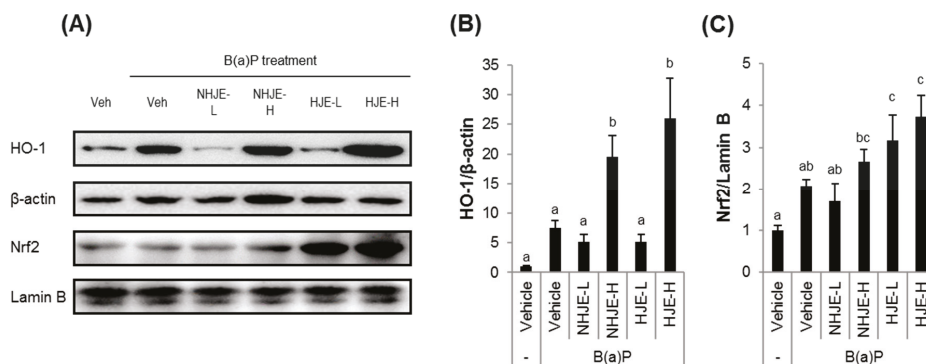 (A)
B(a)P treatment
Veh
Veh
NHJE-
L
NHJE-
H
HJE-L
HJE-H
HO-1
β-actin
Nrf2
Lamin B
(B)
HO-1/β-actin
35
30
25
20
15
10
5
0
a
a
a
b
a
b
Vehicle
Vehicle
NHJE-L
NHJE-H
HJE-L
HJE-H
-
B(a)P
(C)
Nrf2/Lamin B
5
4
3
2
1
0
a
ab
ab
bc
c
c
Vehicle
Vehicle
NHJE-L
NHJE-H
HJE-L
HJE-H
-
B(a)P